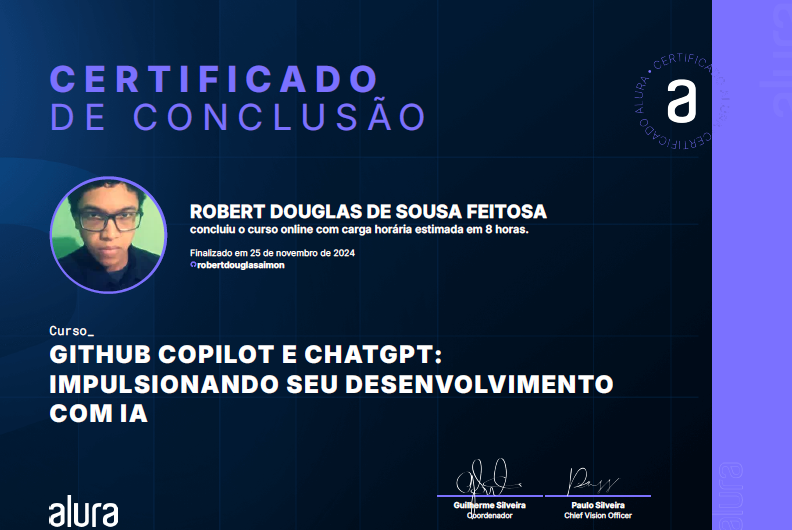 CERTIFICADO
DE CONCLUSÃO
a
ALURA • CERTIFICADO
CERTIFICADO
alura
ROBERT DOUGLAS DE SOUSA FEITOSA
concluiu o curso online com carga horária estimada em 8 horas.
Finalizado em 25 de novembro de 2024
robertdouglasaimon
Curso_
GITHUB COPILOT E CHATGPT:
IMPULSIONANDO SEU DESENVOLVIMENTO
COM IA
Guilherme Silveira
Coordenador
Paulo Silveira
Chief Vision Officer
alura
alura